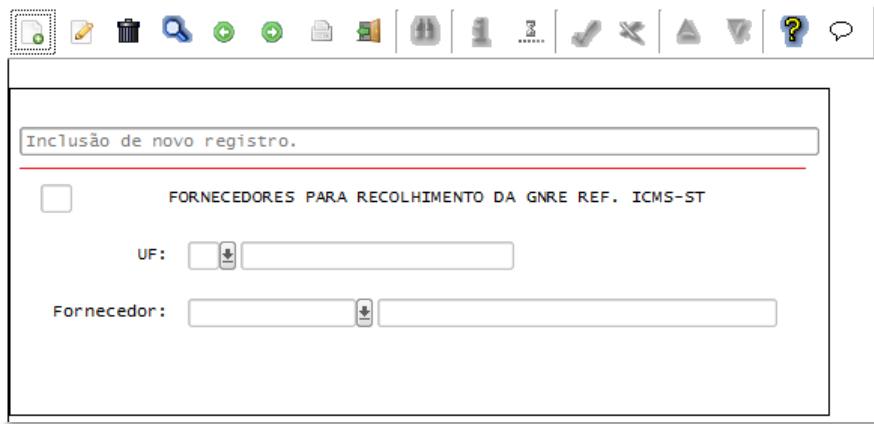 Inclusão de novo registro.
FORNECEDORES PARA RECOLHIMENTO DA GNRE REF. ICMS-ST
UF:
Fornecedor: